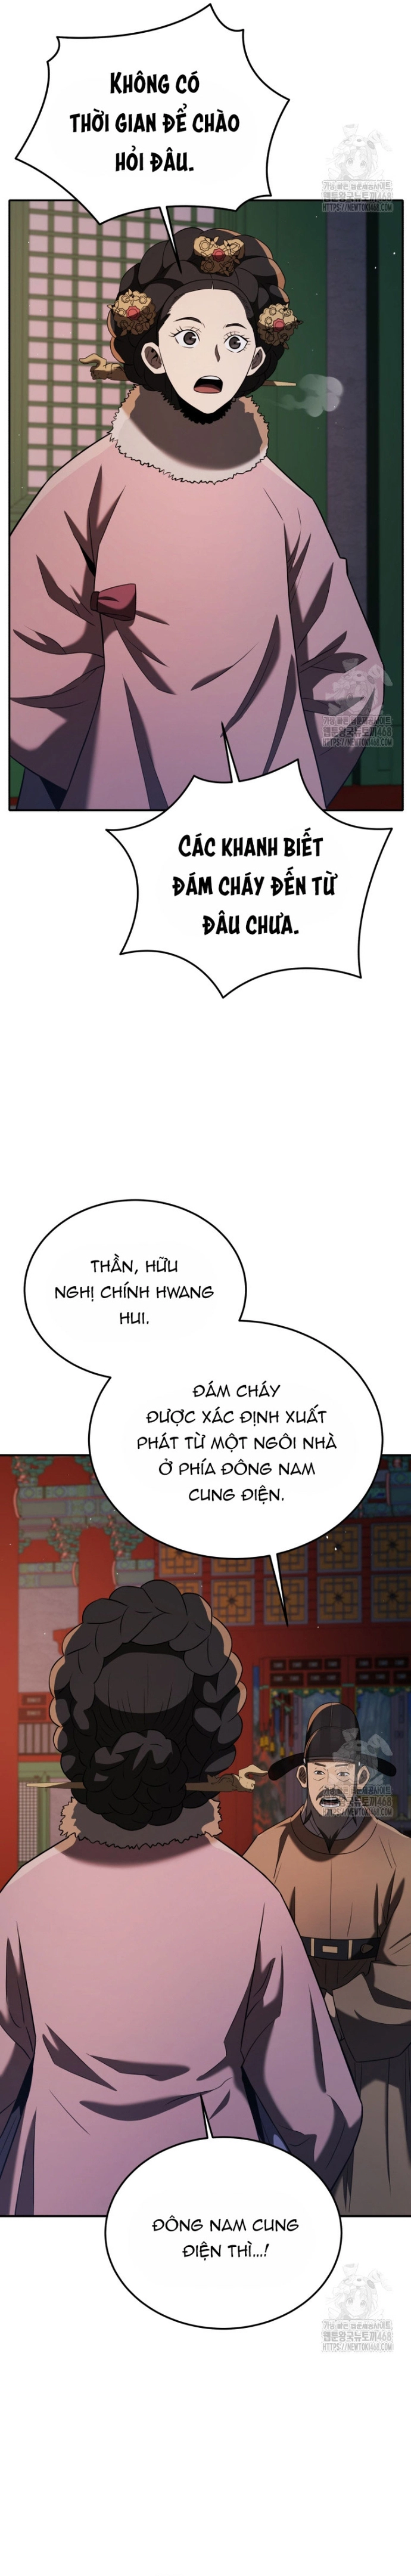 KHÔNG CÓ
THỜI GIAN ĐỂ CHÀO
HỎI ĐÂU.
CÁC KHANH BIẾT
ĐÁM CHÁY ĐẾN TỪ
ĐÂU CHƯA.
THẦN, HỮU
NGHỊ CHÍNH HWANG
HUI.
ĐÁM CHÁY
ĐƯỢC XÁC ĐỊNH XUẤT
PHÁT TỪ MỘT NGÔI NHÀ
Ở PHÍA ĐÔNG NAM
CUNG ĐIỆN.
ĐÔNG NAM CUNG
ĐIỆN THÌ...!